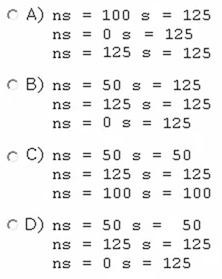 A) ns = 100 s = 125
ns = 0 s = 125
ns = 125 s = 125
B) ns = 50 s = 125
ns = 125 s = 125
ns = 0 s = 125
C) ns = 50 s = 50
ns = 125 s = 125
ns = 100 s = 100
D) ns = 50 s = 50
ns = 125 s = 125
ns = 0 s = 125